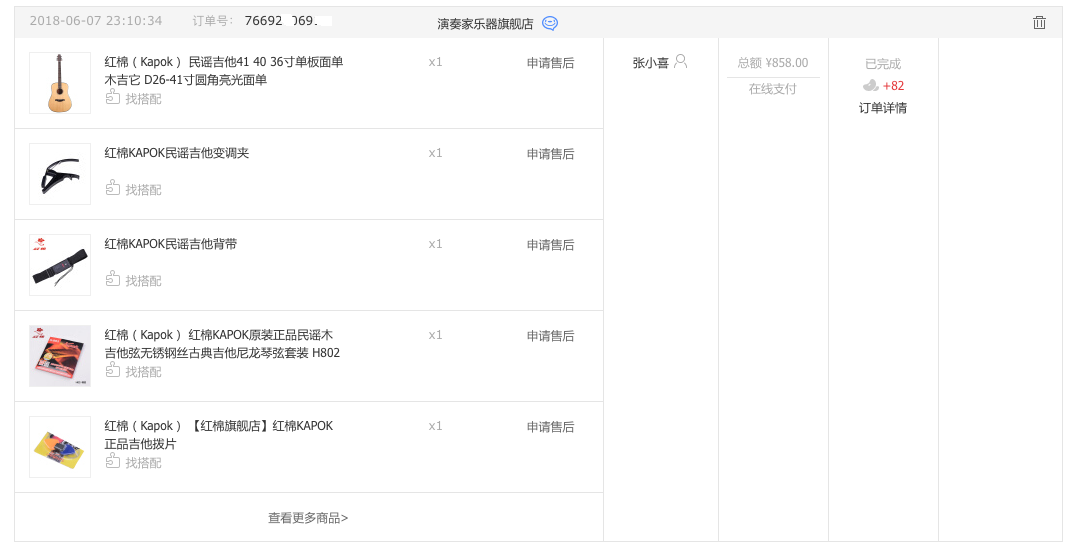 2018-06-07 23:10:34 订单号: 76692 069. 演奏家乐器旗舰店
红棉（Kapok） 民谣吉他41 40 36寸单板面单 x1 申请售后 张小喜 总额 ¥858.00 已完成
木吉它 D26-41寸圆角亮光面单
找搭配
在线支付 +82
订单详情
红棉KAPOK民谣吉他变调夹 x1 申请售后
找搭配
红棉KAPOK民谣吉他背带 x1 申请售后
找搭配
红棉（Kapok） 红棉KAPOK原装正品民谣木 x1 申请售后
吉他弦无锈钢丝古典吉他尼龙琴弦套装 H802
找搭配
红棉（Kapok） 【红棉旗舰店】红棉KAPOK x1 申请售后
正品吉他拨片
找搭配
查看更多商品>